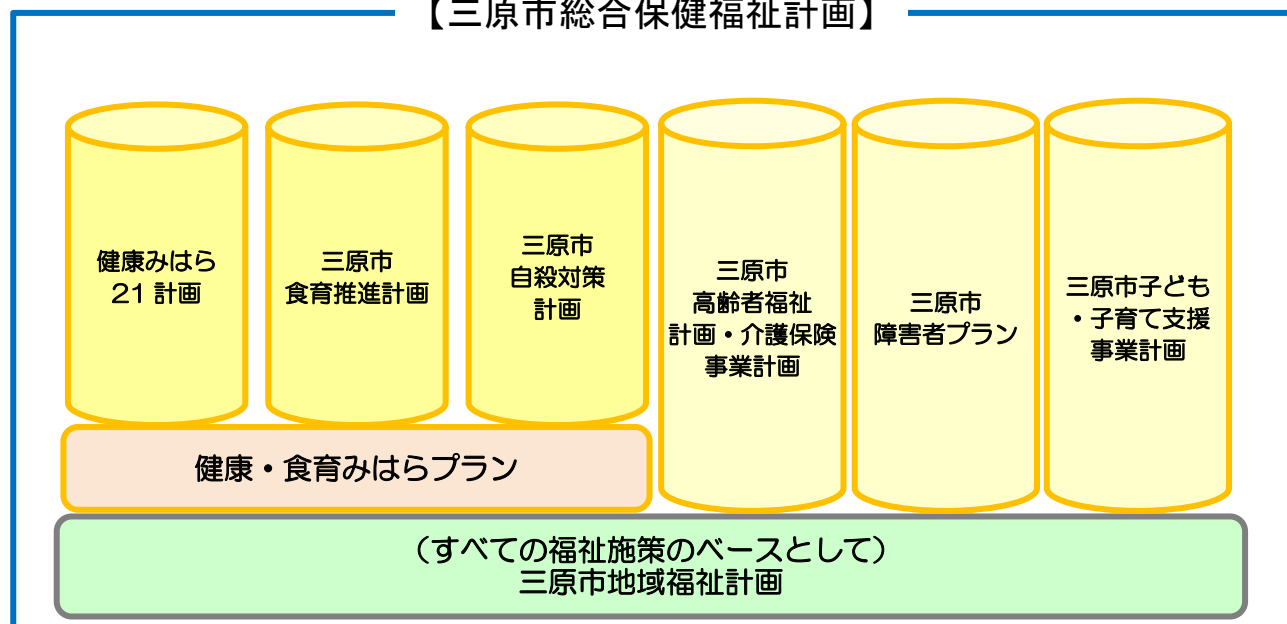 【三原市総合保健福祉計画】
健康みはら
21計画
三原市
食育推進計画
三原市
自殺対策
計画
三原市
高齢者福祉
計画・介護保険
事業計画
三原市
障害者プラン
三原市子ども
・子育て支援
事業計画
健康・食育みはらプラン
（すべての福祉施策のベースとして）
三原市地域福祉計画